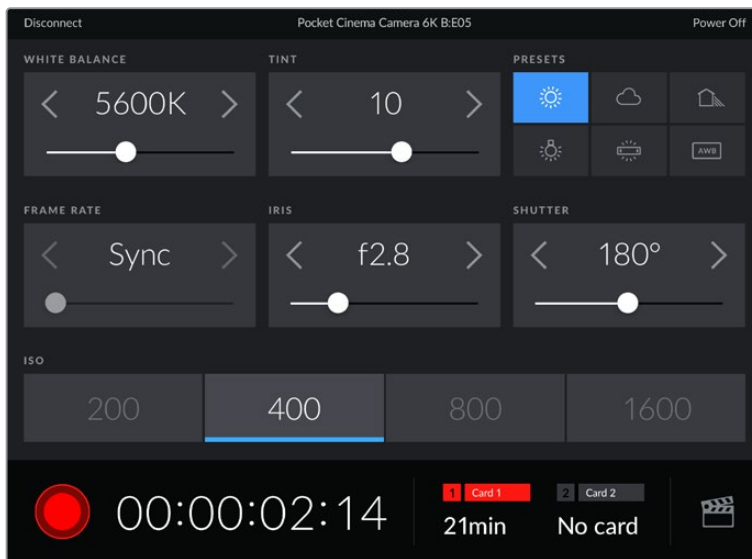 Disconnect Pocket Cinema Camera 6K B:E05 Power Off
WHITE BALANCE TINT PRESETS
5600K 10
AWB
FRAME RATE IRIS SHUTTER
Sync f2.8 180°
ISO
200 400 800 1600
1 Card 1 2 Card 2
00:00:02:14 21min No card